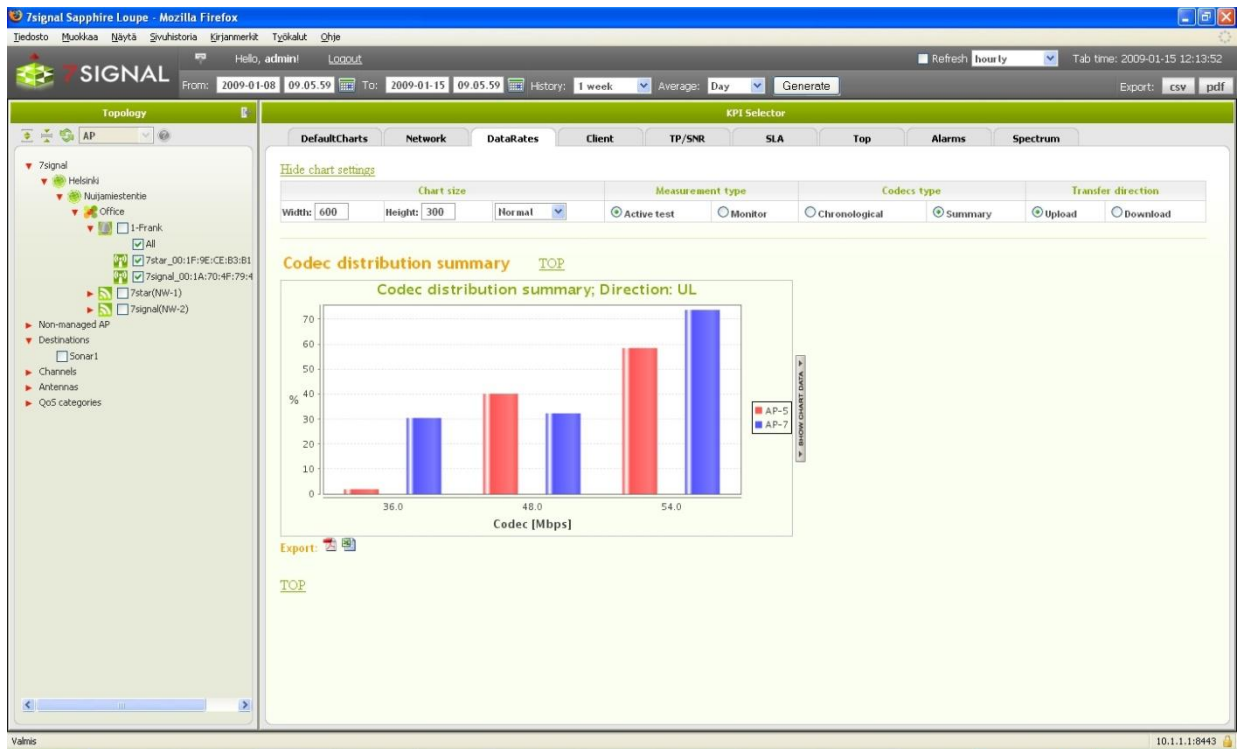 7signal Sapphire Loupe - Mozilla Firefox
Tiedosto Muokkaa Näytä Sivuhistoria Kirjanmerkit Työkalut Ohje
7SIGNAL
Hello, admin! Logout
Refresh hourly Tab time: 2009-01-15 12:13:52
From: 2009-01-08 09.05.59 To: 2009-01-15 09.05.59 History: 1 week Average: Day Generate
Export: csv pdf
Topology
AP
7signal
Helsinki
Nuijamiestentie
Office
1-Frank
All
7star_00:1F:9E:CE:B3:B1
7signal_00:1A:70:4F:79:4
7star(NW-1)
7signal(NW-2)
Non-managed AP
Destinations
Sonar1
Channels
Antennas
QoS categories
KPI Selector
DefaultCharts Network DataRates Client TP/SNR SLA Top Alarms Spectrum
Hide chart settings
Chart size Measurement type Codecs type Transfer direction
Width: 600 Height: 300 Normal Active test Monitor Chronological Summary Upload Download
Codec distribution summary TOP
Codec distribution summary; Direction: UL
70
60
50
40
30
20
10
0
%
36.0 48.0 54.0
Codec [Mbps]
AP-5
AP-7
SHOW CHART DATA
Export:
TOP
Valmis
10.1.1.1:8443